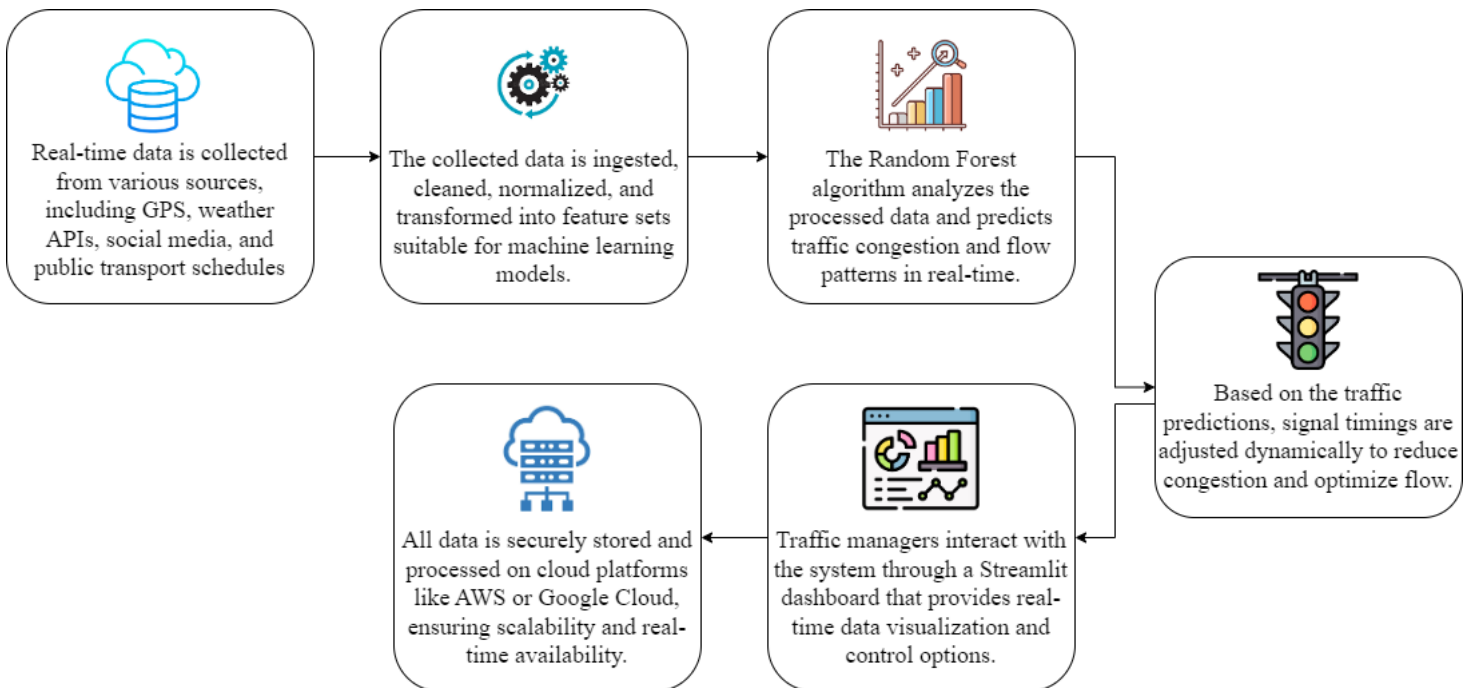 Real-time data is collected
from various sources,
including GPS, weather
APIs, social media, and
public transport schedules
The collected data is ingested,
cleaned, normalized, and
transformed into feature sets
suitable for machine learning
models.
The Random Forest
algorithm analyzes the
processed data and predicts
traffic congestion and flow
patterns in real-time.
Based on the traffic
predictions, signal timings are
adjusted dynamically to reduce
congestion and optimize flow.
Traffic managers interact with
the system through a Streamlit
dashboard that provides real-
time data visualization and
control options.
All data is securely stored and
processed on cloud platforms
like AWS or Google Cloud,
ensuring scalability and real-
time availability.